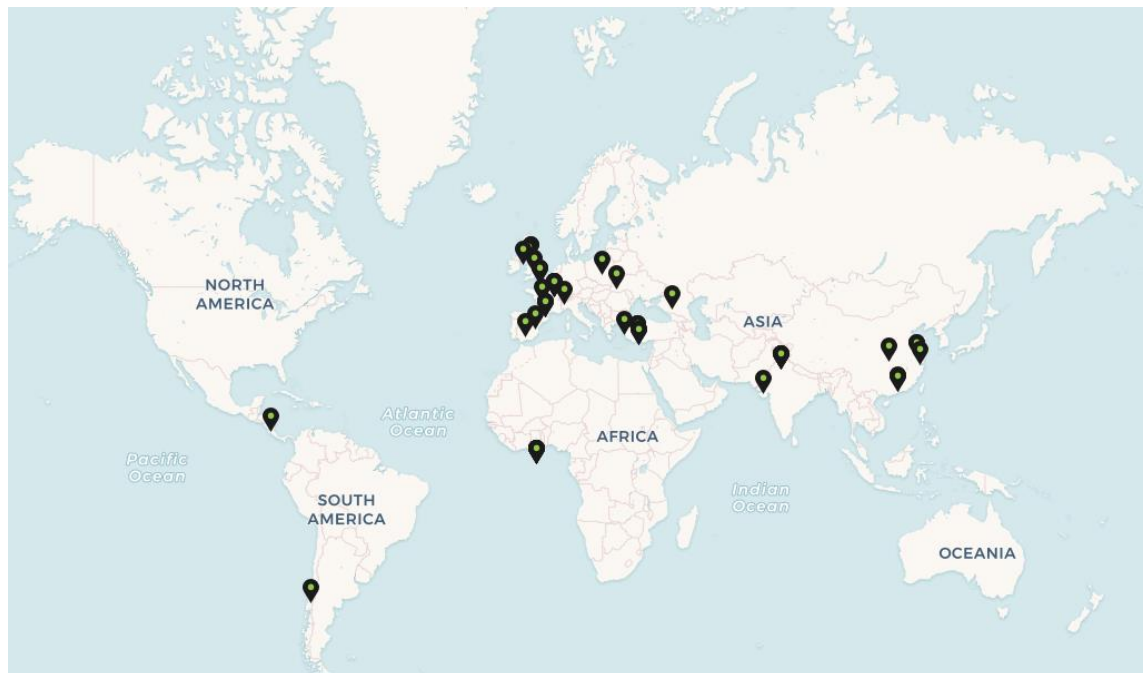 NORTH
AMERICA
ASIA
Atlantic
Ocean
AFRICA
Pacific
Ocean
Indian
Ocean
SOUTH
AMERICA
OCEANIA